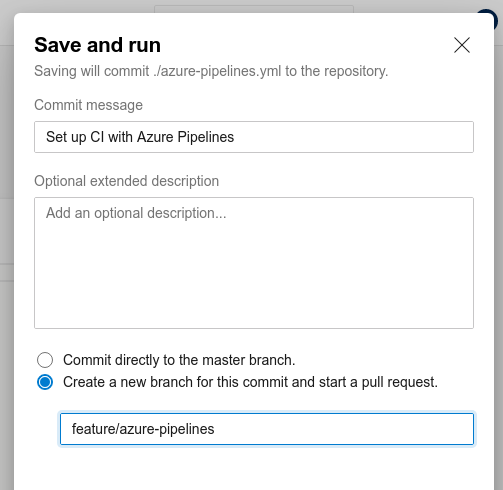 Save and run
Saving will commit ./azure-pipelines.yml to the repository.
Commit message
Set up CI with Azure Pipelines
Optional extended description
Add an optional description...
Commit directly to the master branch.
Create a new branch for this commit and start a pull request.
feature/azure-pipelines